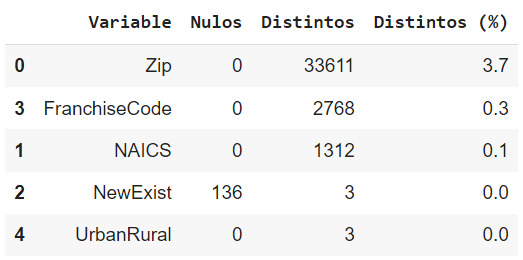 Variable Nulos Distintos Distintos (%)
0 Zip 0 33611 3.7
3 FranchiseCode 0 2768 0.3
1 NAICS 0 1312 0.1
2 NewExist 136 3 0.0
4 UrbanRural 0 3 0.0